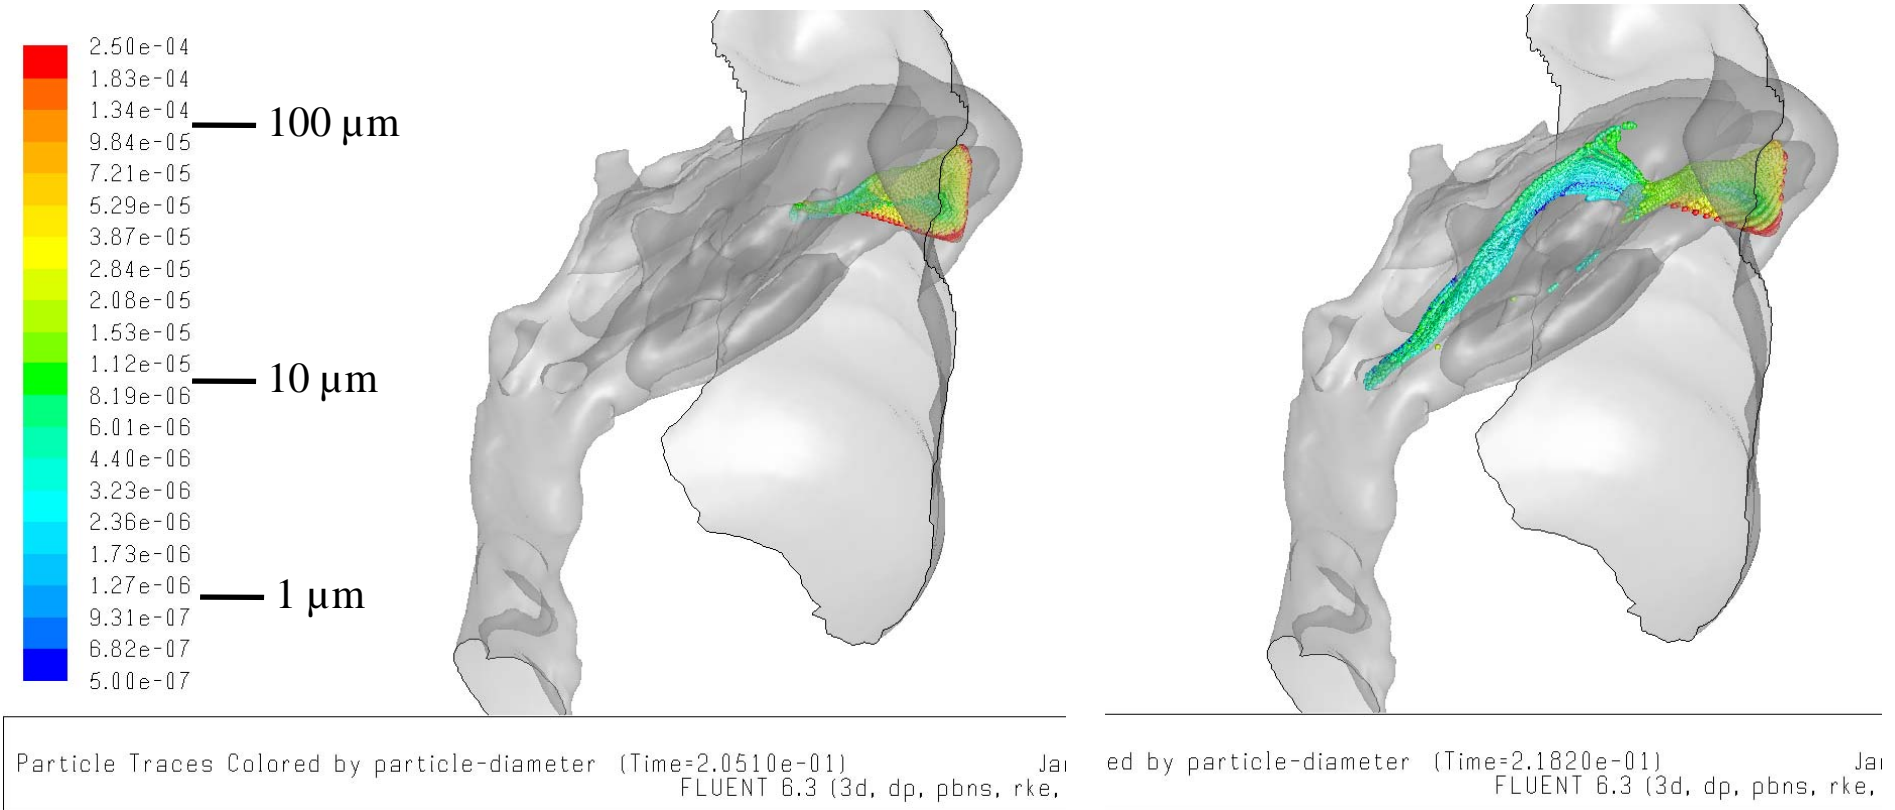 2.50e-04
1.83e-04
1.34e-04
100 µm
9.84e-05
7.21e-05
5.29e-05
3.87e-05
2.84e-05
2.08e-05
1.53e-05
1.12e-05
10 µm
8.19e-06
6.01e-06
4.40e-06
3.23e-06
2.36e-06
1.73e-06
1.27e-06
1 µm
9.31e-07
6.82e-07
5.00e-07
Particle Traces Colored by particle-diameter (Time=2.0510e-01)
FLUENT 6.3 (3d, dp, pbns, rke,
ed by particle-diameter (Time=2.1820e-01)
FLUENT 6.3 (3d, dp, pbns, rke,